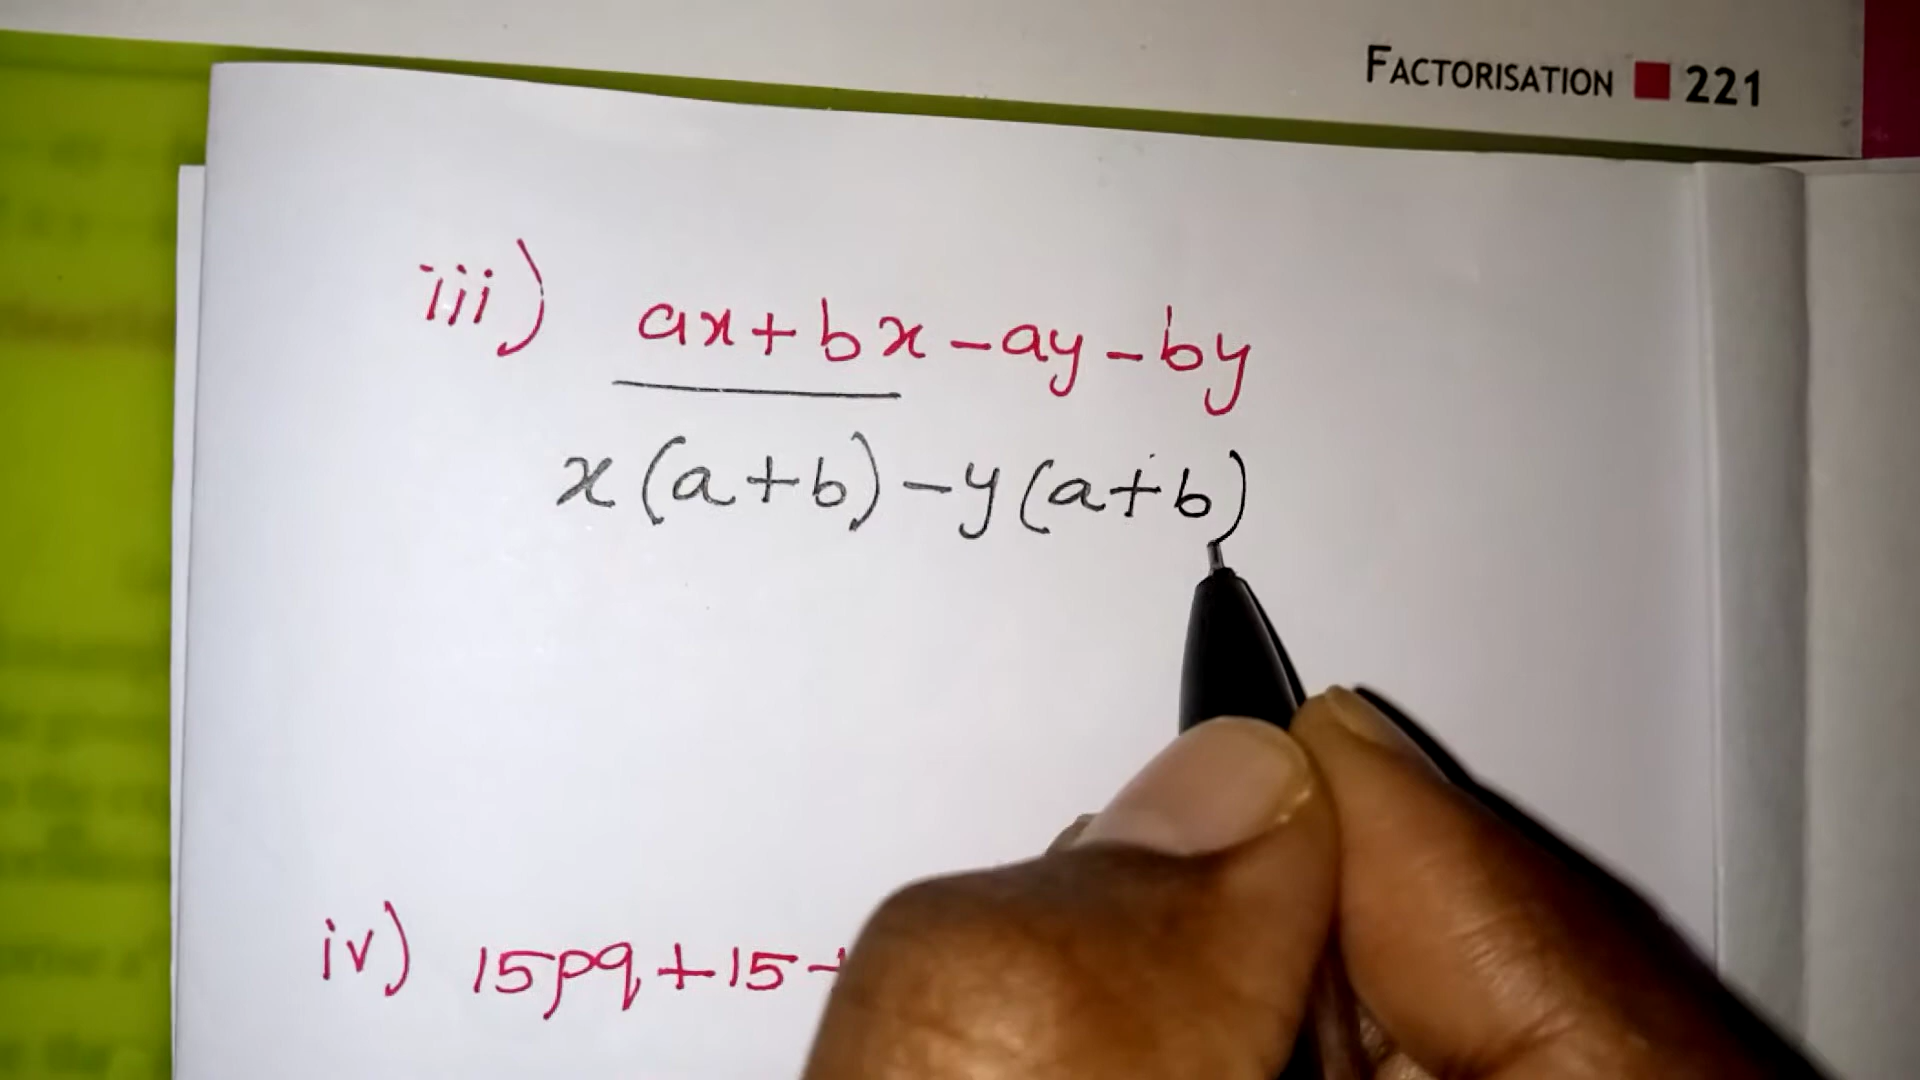 FACTORISATION 221
iii) ax+bx-ay-by
x(a+b)-y(a+b)
iv) 15pq+15+